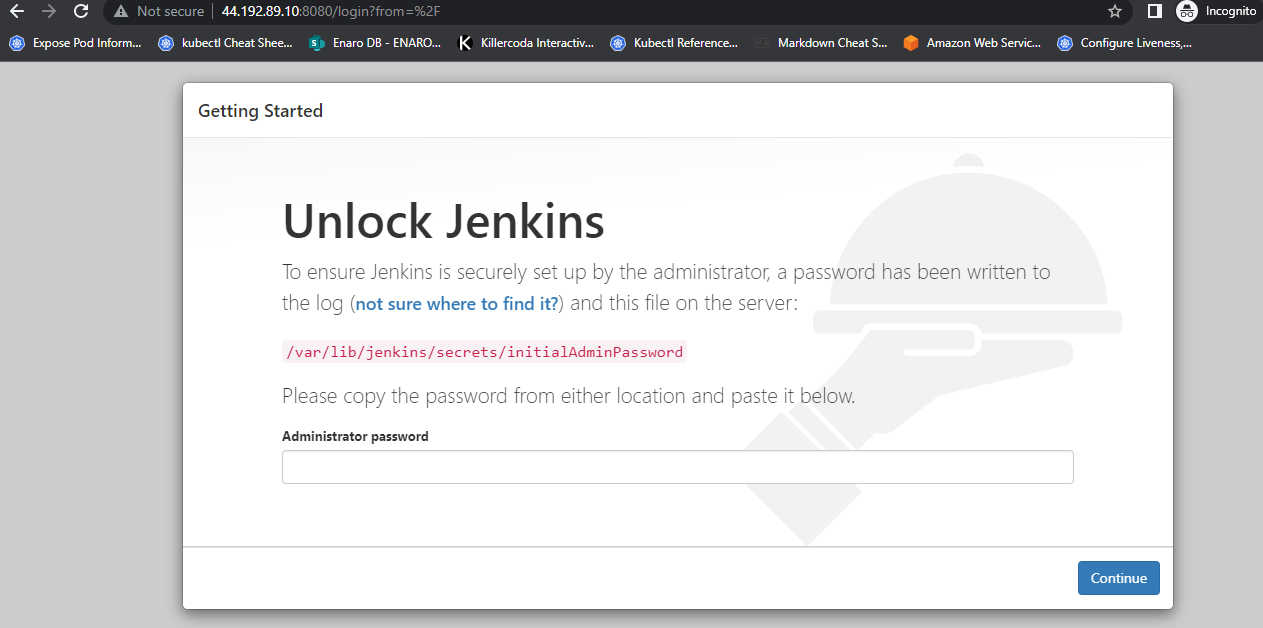 Not secure | 44.192.89.10:8080/login?from=%2F Incognito
Expose Pod Inform... kubectl Cheat Shee... Enaro DB - ENARO... Killercoda Interactiv... Kubectl Reference... Markdown Cheat S... Amazon Web Servic... Configure Liveness,...
Getting Started
Unlock Jenkins
To ensure Jenkins is securely set up by the administrator, a password has been written to
the log (not sure where to find it?) and this file on the server:
/var/lib/jenkins/secrets/initialAdminPassword
Please copy the password from either location and paste it below.
Administrator password
Continue